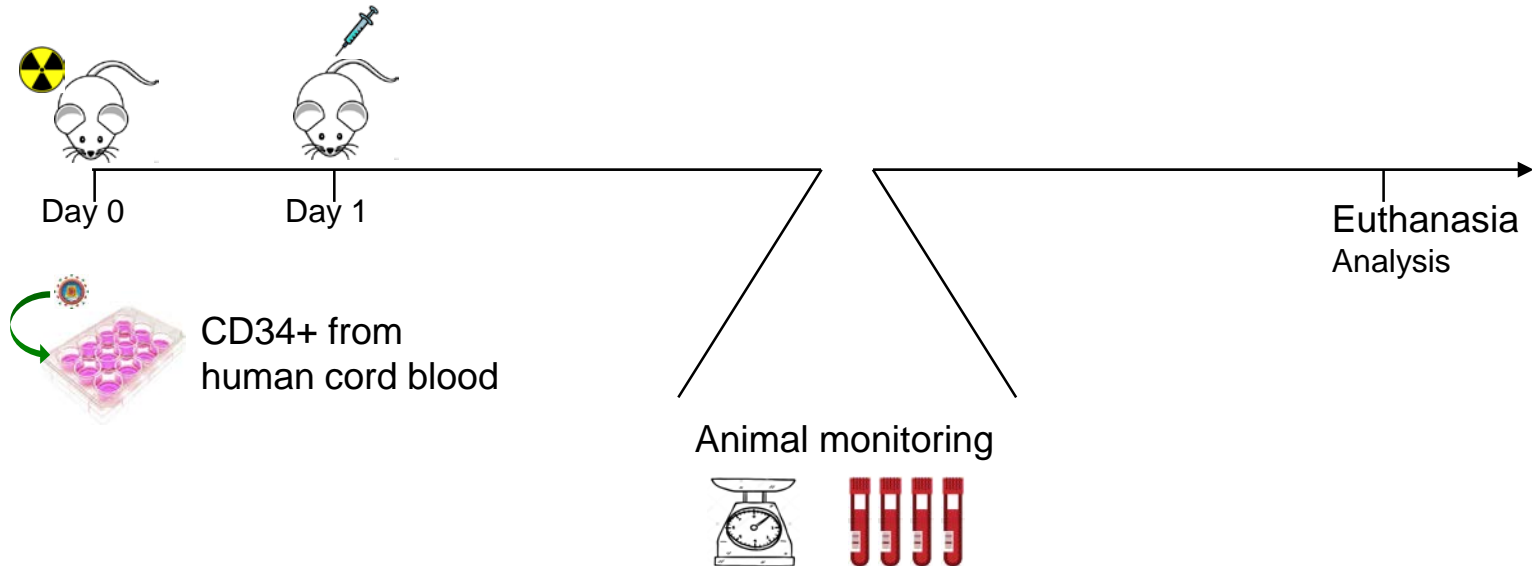 Day 0
Day 1
Euthanasia
Analysis
CD34+ from
human cord blood
Animal monitoring